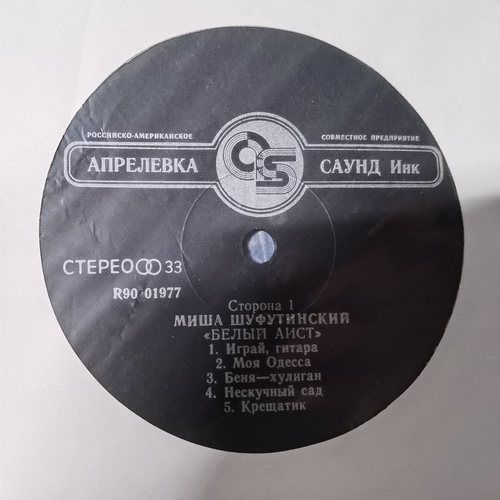 РОССИЙСКО-АМЕРИКАНСКОЕ СОВМЕСТНОЕ ПРЕДПРИЯТИЕ
АПРЕЛЕВКА САУНД Инк
СТЕРЕО 33
R90 01977
Сторона 1
МИША ШУФУТИНСКИЙ
«БЕЛЫЙ АИСТ»
1. Играй, гитара
2. Моя Одесса
3. Беня—хулиган
4. Нескучный сад
5. Крещатик